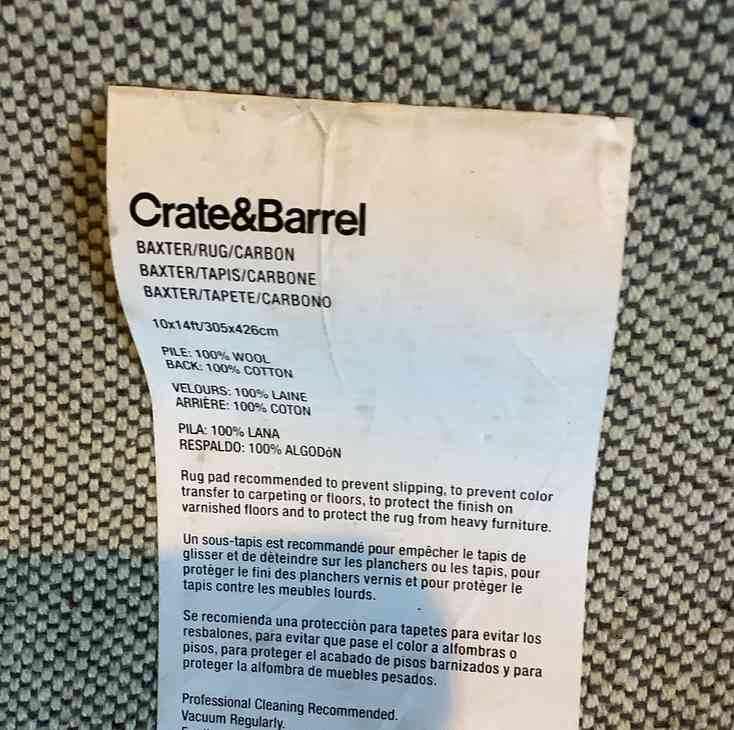 Crate&Barrel
BAXTER/RUG/CARBON
BAXTER/TAPIS/CARBONE
BAXTER/TAPETE/CARBONO
10x14ft/305x426cm
PILE: 100% WOOL
BACK: 100% COTTON
VELOURS: 100% LAINE
ARRIÈRE: 100% COTON
PILA: 100% LANA
RESPALDO: 100% ALGODóN
Rug pad recommended to prevent slipping, to prevent color
transfer to carpeting or floors, to protect the finish on
varnished floors and to protect the rug from heavy furniture.
Un sous-tapis est recommandé pour empêcher le tapis de
glisser et de dèteindre sur les planchers ou les tapis, pour
protèger le fini des planchers vernis et pour protèger le
tapis contre les meubles lourds.
Se recomienda una protección para tapetes para evitar los
resbalones, para evitar que pase el color a alfombras o
pisos, para proteger el acabado de pisos barnizados y para
proteger la alfombra de muebles pesados.
Professional Cleaning Recommended.
Vacuum Regularly.